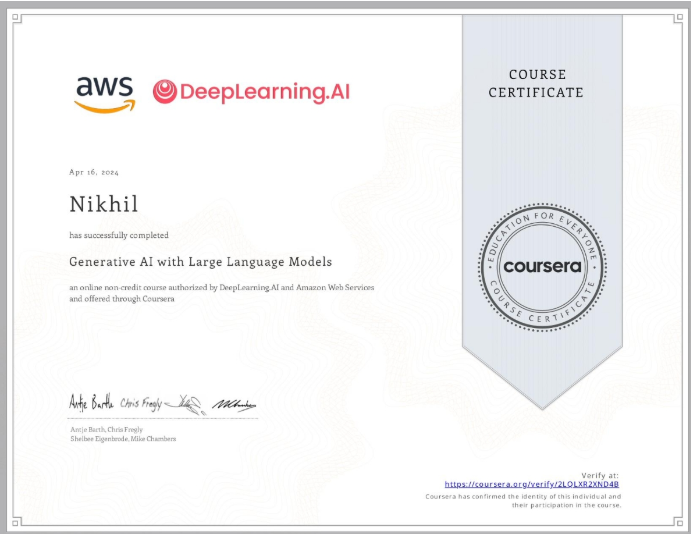 aws DeepLearning.AI
COURSE
CERTIFICATE
Apr 16, 2024
Nikhil
has successfully completed
Generative AI with Large Language Models
an online non-credit course authorized by DeepLearning.AI and Amazon Web Services
and offered through Coursera
EDUCATION FOR EVERYONE
coursera
COURSE CERTIFICATE
Antje Barth Chris Fregly
Antje Barth, Chris Fregly
Shelbee Eigenbrode, Mike Chambers
Verify at:
https://coursera.org/verify/2LQLXR2XND4B
Coursera has confirmed the identity of this individual and
their participation in the course.